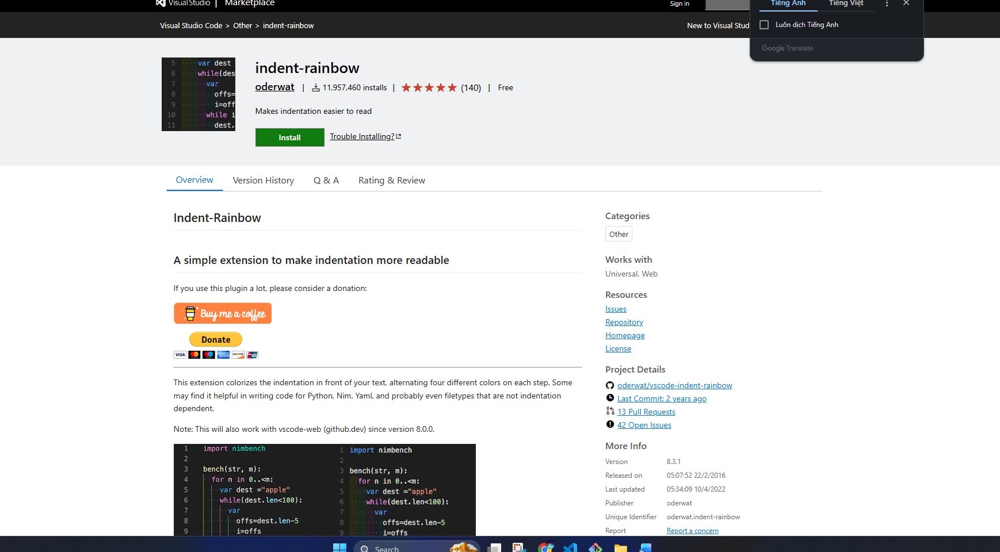 Visual Studio | Marketplace
Sign in
Tiếng Anh Tiếng Việt
Luôn dịch Tiếng Anh
Google Translate
Visual Studio Code > Other > indent-rainbow
New to Visual Stud
5 var dest
6 while(des
7 var
8 offs=
9 i=off
10 while i
11 dest.
indent-rainbow
oderwat | 11,957,460 installs | (140) | Free
Makes indentation easier to read
Install Trouble Installing?
Overview Version History Q & A Rating & Review
Indent-Rainbow
A simple extension to make indentation more readable
If you use this plugin a lot, please consider a donation:
Buy me a coffee
Donate
VISA DISCOVER
This extension colorizes the indentation in front of your text, alternating four different colors on each step. Some
may find it helpful in writing code for Python, Nim, Yaml, and probably even filetypes that are not indentation
dependent.
Note: This will also work with vscode-web (github.dev) since version 8.0.0.
1 import nimbench
2
3 bench(str, m):
4 for n in 0..<m:
5 var dest ="apple"
6 while(dest.len<100):
7 var
8 offs=dest.len-5
9 i=offs
1 import nimbench
2
3 bench(str, m):
4 for n in 0..<m:
5 var dest ="apple"
6 while(dest.len<100):
7 var
8 offs=dest.len-5
9 i=offs
Categories
Other
Works with
Universal, Web
Resources
Issues
Repository
Homepage
License
Project Details
oderwat/vscode-indent-rainbow
Last Commit: 2 years ago
13 Pull Requests
42 Open Issues
More Info
Version 8.3.1
Released on 05:07:52 22/2/2016
Last updated 05:34:09 10/4/2022
Publisher oderwat
Unique Identifier oderwat.indent-rainbow
Report Report a concern
Search